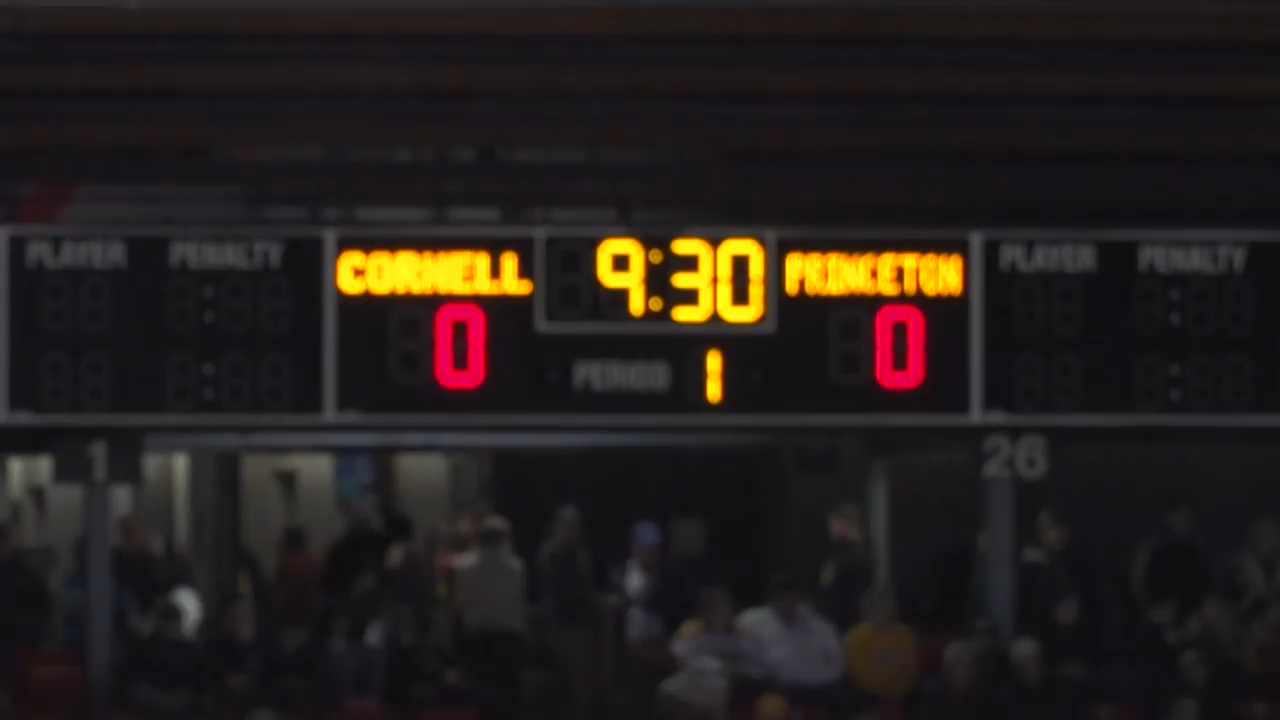 PLAYER PENALTY
CORNELL 9:30 PRINCETON
PLAYER PENALTY
0 PERIOD 1 0
1
26